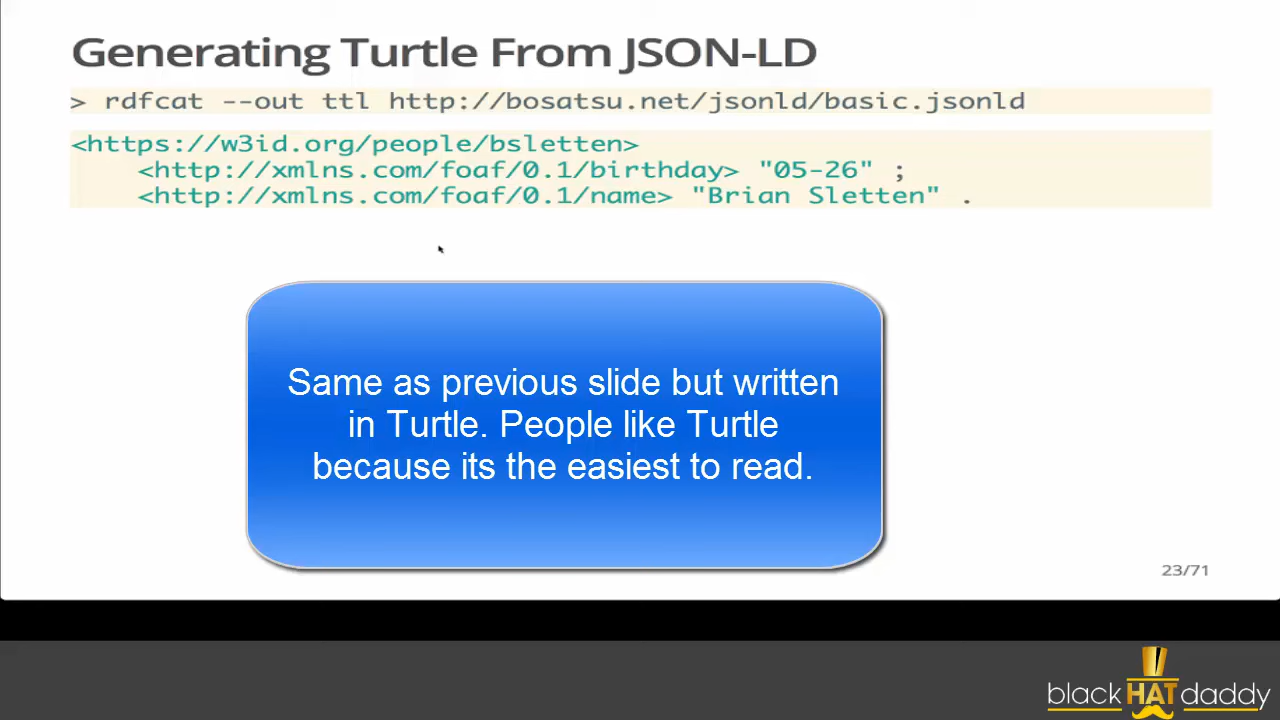 Generating Turtle From JSON-LD
> rdfcat --out ttl http://bosatsu.net/jsonld/basic.jsonld
<https://w3id.org/people/bsletten>
<http://xmlns.com/foaf/0.1/birthday> "05-26" ;
<http://xmlns.com/foaf/0.1/name> "Brian Sletten" .
Same as previous slide but written
in Turtle. People like Turtle
because its the easiest to read.
23/71
blackHATdaddy